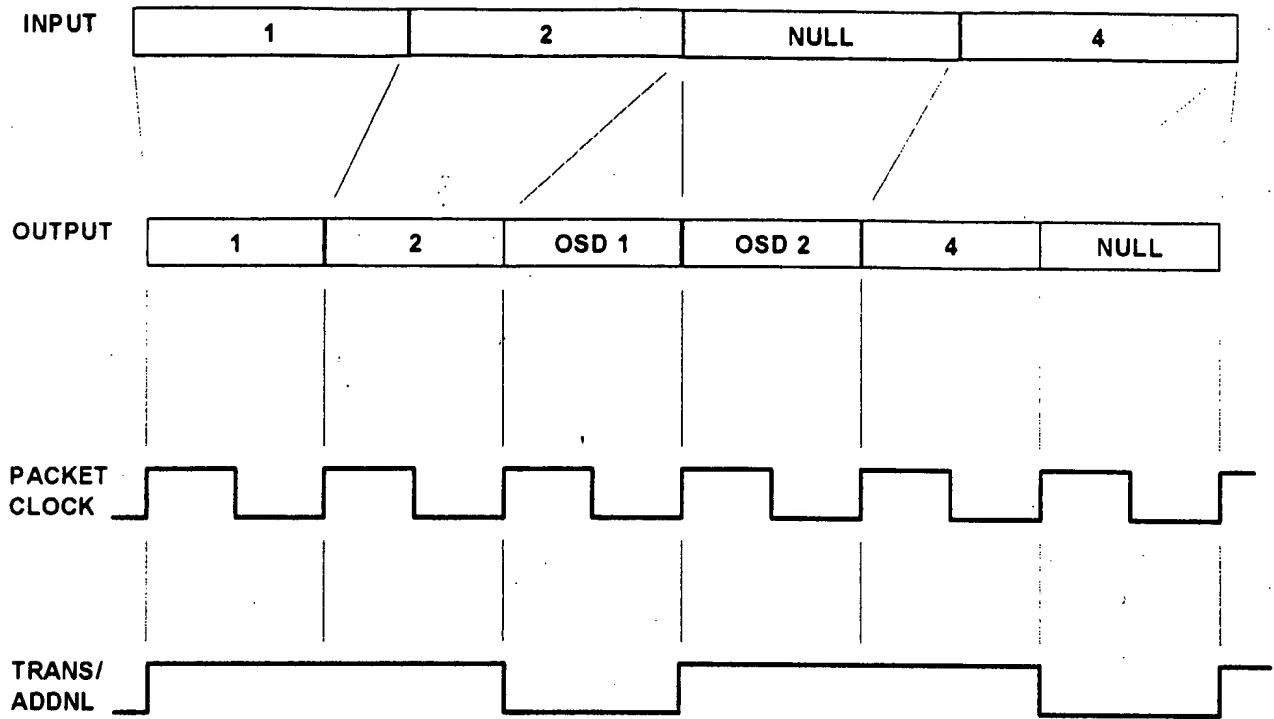 INPUT 1 2 NULL 4
OUTPUT 1 2 OSD 1 OSD 2 4 NULL
PACKET
CLOCK
TRANS/
ADDNL